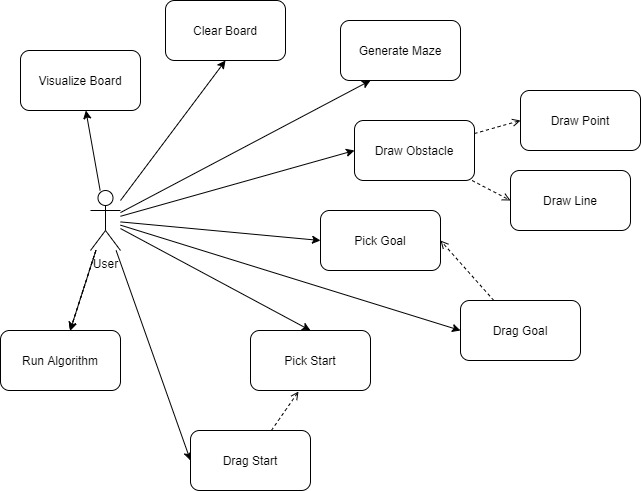 Clear Board
Generate Maze
Visualize Board
Draw Point
Draw Obstacle
Draw Line
Pick Goal
User
Drag Goal
Run Algorithm
Pick Start
Drag Start